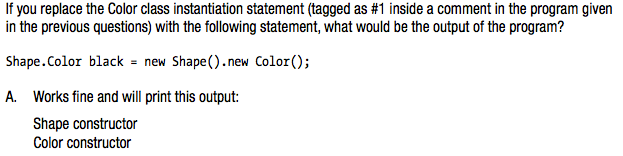 If you replace the Color class instantiation statement (tagged as #1 inside a comment in the program given
in the previous questions) with the following statement, what would be the output of the program?
Shape.Color black = new Shape().new Color();
A. Works fine and will print this output:
Shape constructor
Color constructor